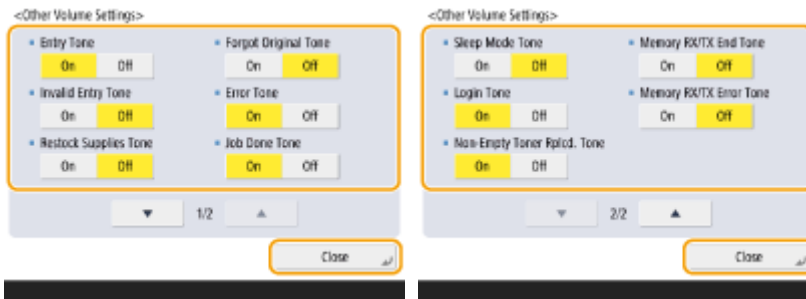 <Other Volume Settings>
Entry Tone
On Off
Forgot Original Tone
On Off
Invalid Entry Tone
On Off
Error Tone
On Off
Restock Supplies Tone
On Off
Job Done Tone
On Off
1/2
Close
<Other Volume Settings>
Sleep Mode Tone
On Off
Memory RX/TX End Tone
On Off
Login Tone
On Off
Memory RX/TX Error Tone
On Off
Non-Empty Toner Rplcd. Tone
On Off
2/2
Close